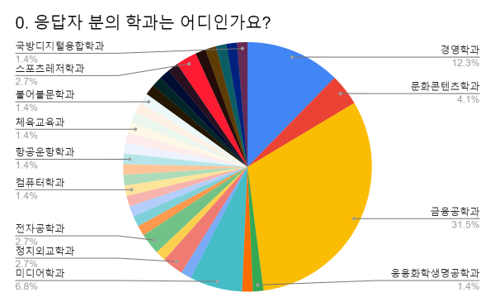 0. 응답자 분의 학과는 어디인가요?
국방디지털융합학과
1.4%
스포츠레저학과
2.7%
불어불문학과
1.4%
체육교육과
1.4%
항공운항학과
1.4%
컴퓨터학과
1.4%
전자공학과
2.7%
정치외교학과
2.7%
미디어학과
6.8%
경영학과
12.3%
문화콘텐츠학과
4.1%
금융공학과
31.5%
응용화학생명공학과
1.4%